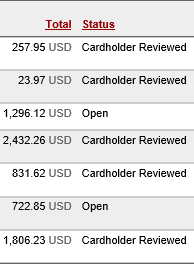 Total Status
257.95 USD Cardholder Reviewed
23.97 USD Cardholder Reviewed
1,296.12 USD Open
2,432.26 USD Cardholder Reviewed
831.62 USD Cardholder Reviewed
722.85 USD Open
1,806.23 USD Cardholder Reviewed